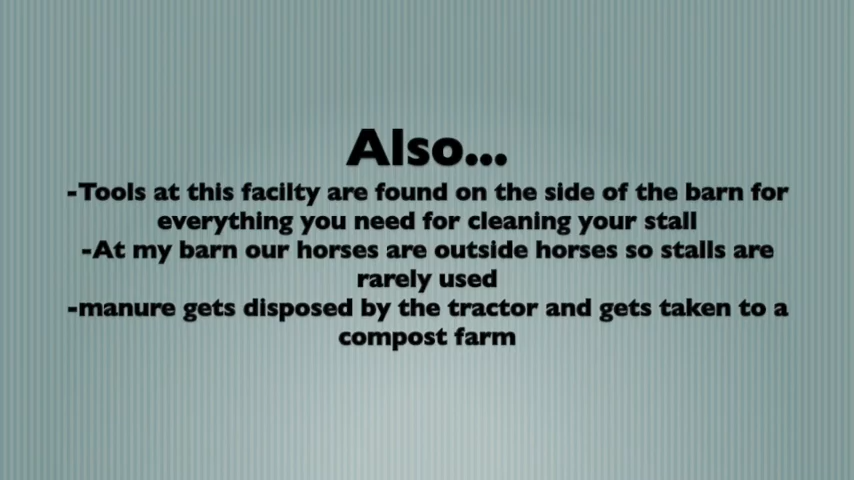 Also...
-Tools at this facilty are found on the side of the barn for
everything you need for cleaning your stall
-At my barn our horses are outside horses so stalls are
rarely used
-manure gets disposed by the tractor and gets taken to a
compost farm